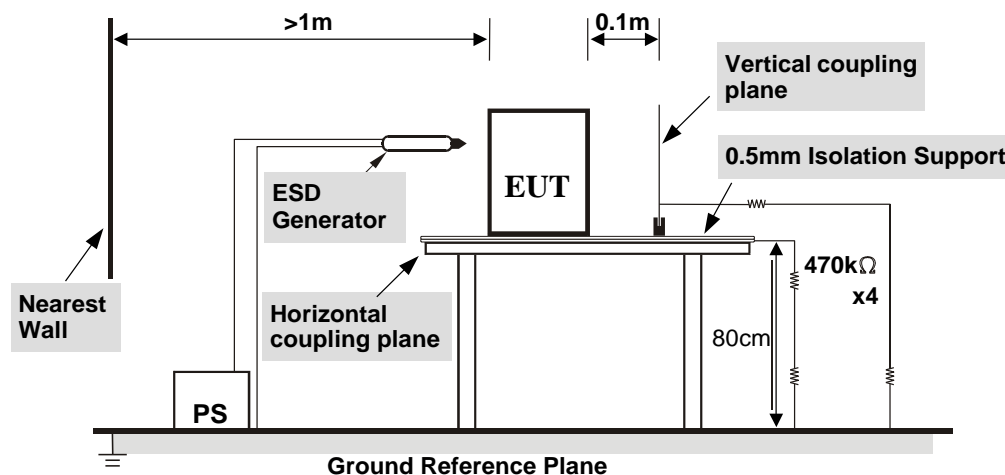 >1m
0.1m
Vertical coupling
plane
0.5mm Isolation Support
ESD
Generator
EUT
470kΩ
x4
Nearest
Wall
Horizontal
coupling plane
80cm
PS
Ground Reference Plane